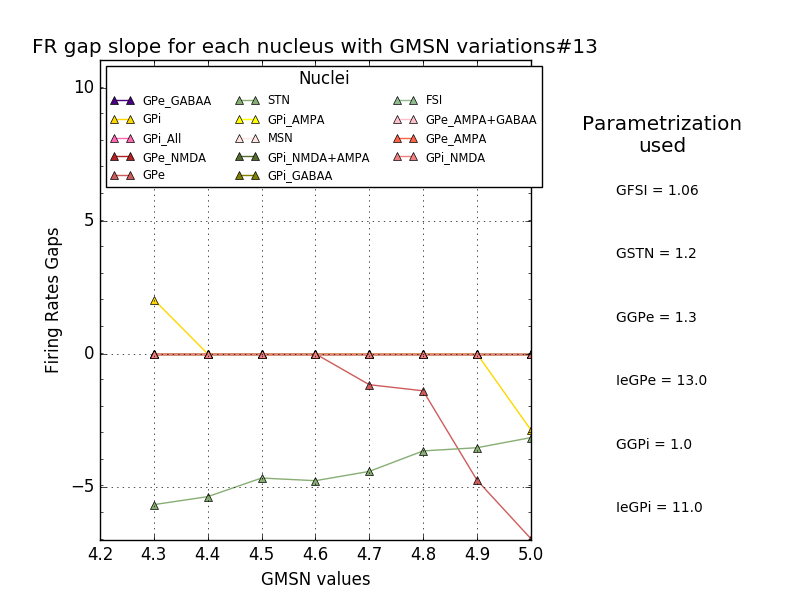 FR gap slope for each nucleus with GMSN variations#13
Nuclei
GPe_GABAA
STN
FSI
GPi
GPi_AMPA
GPe_AMPA+GABAA
GPi_All
MSN
GPe_AMPA
GPe_NMDA
GPi_NMDA+AMPA
GPi_NMDA
GPe
GPi_GABAA
10
5
0
−5
Firing Rates Gaps
4.2
4.3
4.4
4.5
4.6
4.7
4.8
4.9
5.0
GMSN values
Parametrization
used
GFSI = 1.06
GSTN = 1.2
GGPe = 1.3
IeGPe = 13.0
GGPi = 1.0
IeGPi = 11.0